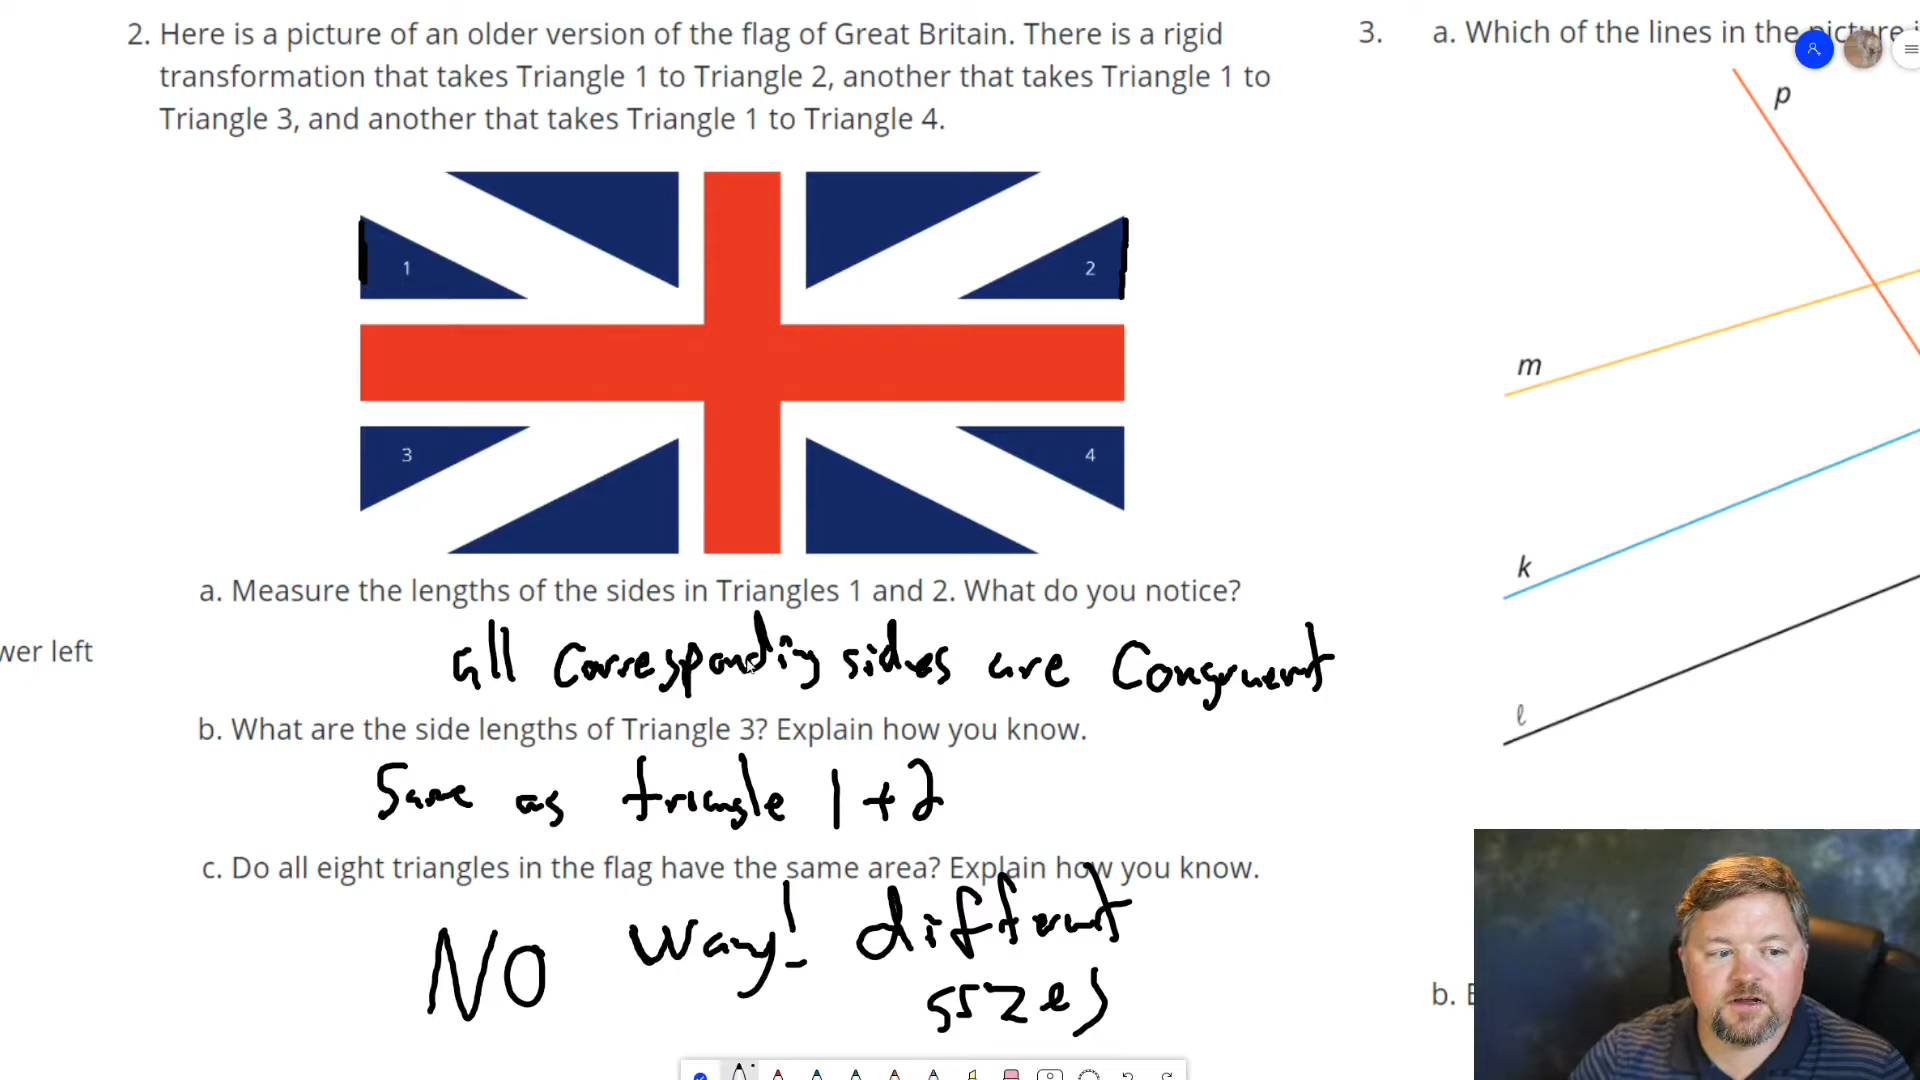 2. Here is a picture of an older version of the flag of Great Britain. There is a rigid
transformation that takes Triangle 1 to Triangle 2, another that takes Triangle 1 to
Triangle 3, and another that takes Triangle 1 to Triangle 4.
1
2
3
4
a. Measure the lengths of the sides in Triangles 1 and 2. What do you notice?
all corresponding sides are congruent
b. What are the side lengths of Triangle 3? Explain how you know.
Same as triangle 1+2
c. Do all eight triangles in the flag have the same area? Explain how you know.
NO way! different
sizes
wer left
3. a. Which of the lines in the picture
p
m
k
ℓ
b.